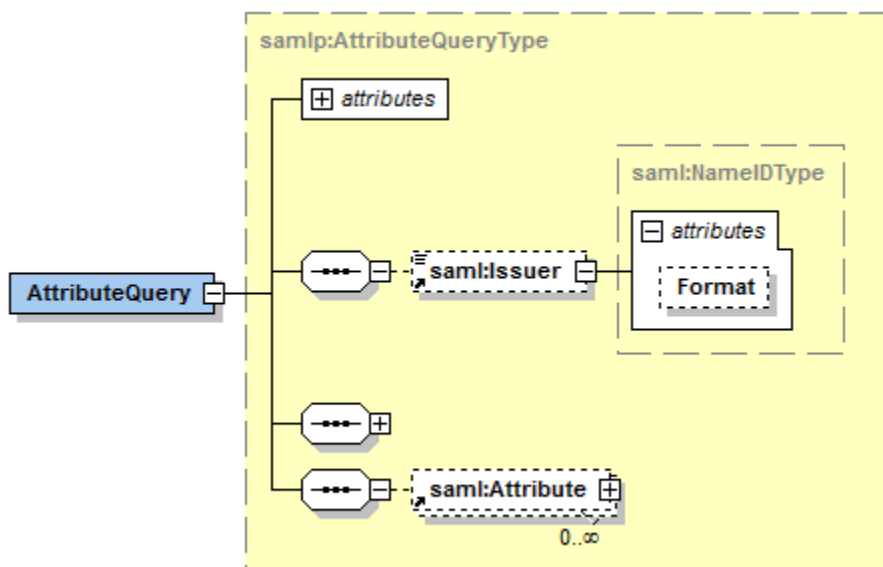 samlp:AttributeQueryType
attributes
saml:NameIDType
attributes
saml:Issuer
Format
AttributeQuery
saml:Attribute
0..∞